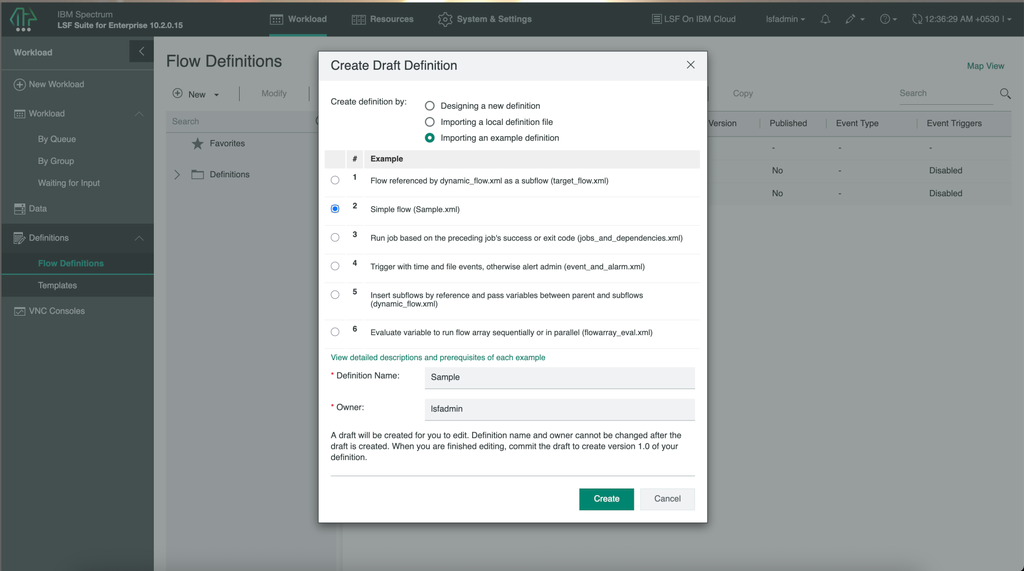 IBM Spectrum
LSF Suite for Enterprise 10.2.0.15
Workload
Resources
System & Settings
LSF On IBM Cloud
lsfadmin
12:36:29 AM +0530
Workload
New Workload
Workload
By Queue
By Group
Waiting for Input
Data
Definitions
Flow Definitions
Templates
VNC Consoles
Flow Definitions
Map View
New
Modify
Copy
Search
Search
Favorites
Definitions
Version
Published
Event Type
Event Triggers
-
-
-
No
-
Disabled
No
-
Disabled
Create Draft Definition
Create definition by:
Designing a new definition
Importing a local definition file
Importing an example definition
# Example
1 Flow referenced by dynamic_flow.xml as a subflow (target_flow.xml)
2 Simple flow (Sample.xml)
3 Run job based on the preceding job's success or exit code (jobs_and_dependencies.xml)
4 Trigger with time and file events, otherwise alert admin (event_and_alarm.xml)
5 Insert subflows by reference and pass variables between parent and subflows
(dynamic_flow.xml)
6 Evaluate variable to run flow array sequentially or in parallel (flowarray_eval.xml)
View detailed descriptions and prerequisites of each example
* Definition Name: Sample
* Owner: lsfadmin
A draft will be created for you to edit. Definition name and owner cannot be changed after the
draft is created. When you are finished editing, commit the draft to create version 1.0 of your
definition.
Create
Cancel